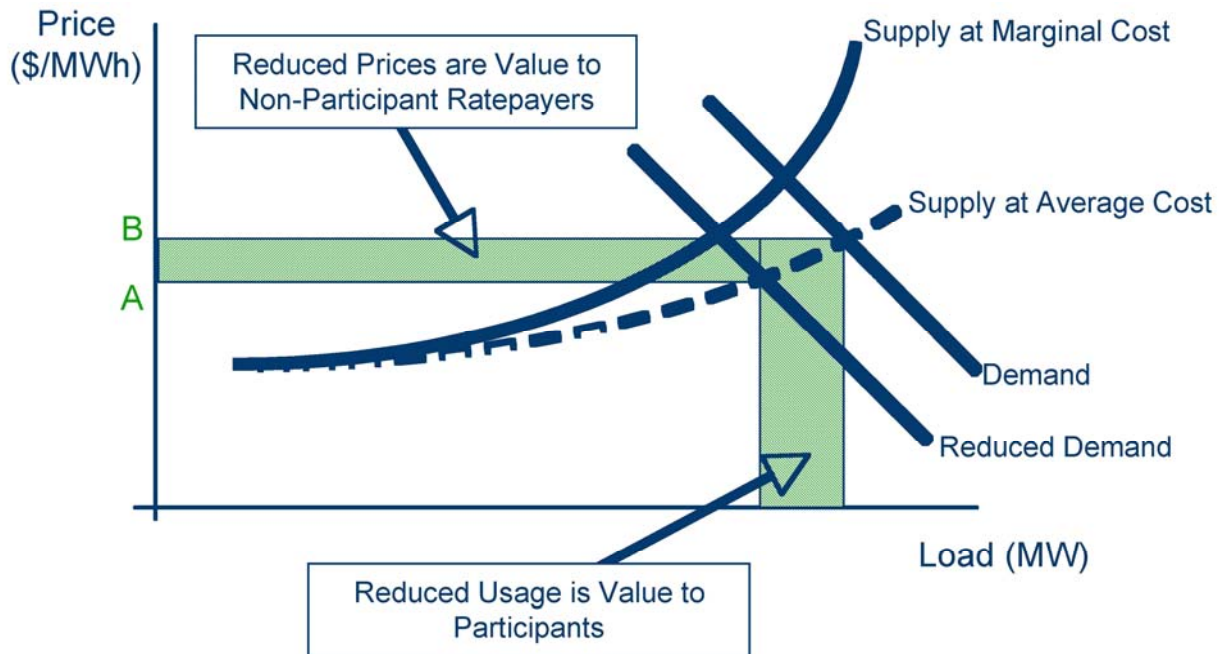 Price
($/MWh)
Supply at Marginal Cost
Reduced Prices are Value to
Non-Participant Ratepayers
Supply at Average Cost
B
A
Demand
Reduced Demand
Load (MW)
Reduced Usage is Value to
Participants